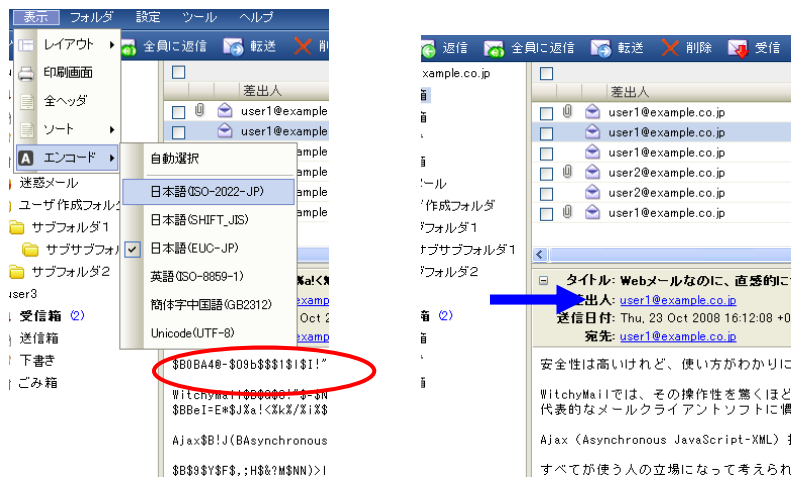 表示 フォルダ 設定 ツール ヘルプ
レイアウト
全員に返信 転送
印刷画面
全ヘッダ
差出人
user1@example
ソート
user1@example
エンコード
自動選択
ample
迷惑メール
日本語(ISO-2022-JP)
ample
ユーザ作成フォル
サブフォルダ1
日本語(SHIFT_JIS)
ample
サブサブフォル
日本語(EUC-JP)
サブフォルダ2
英語(ISO-8859-1)
%a!<
user3
簡体字中国語(GB2312)
examp
受信箱 (2)
Oct 2
送信箱
Unicode(UTF-8)
examp
下書き
ごみ箱
$B0BA4@-$O9b$$$1$l$I!"
$BBeI=E*$J%a!<%k%/%i%$
Ajax$B!J(BAsynchronous
$B$9$Y$F$,;H$&?M$NN)>l
返信 全員に返信 転送 削除 受信
xample.co.jp
差出人
user1@example.co.jp
user1@example.co.jp
user1@example.co.jp
user2@example.co.jp
user2@example.co.jp
user1@example.co.jp
作成フォルダ
フォルダ1
サブフォルダ1
フォルダ2
(2)
タイトル: Webメールなのに、直感的に
出人: user1@example.co.jp
送信日付: Thu, 23 Oct 2008 16:12:08 +0
宛先: user1@example.co.jp
安全性は高いけれど、使い方がわかりに
WitchyMailでは、その操作性を驚くほど
代表的なメールクライアントソフトに慣
Ajax (Asynchronous JavaScript-XML)
すべてが使う人の立場になって考えられ